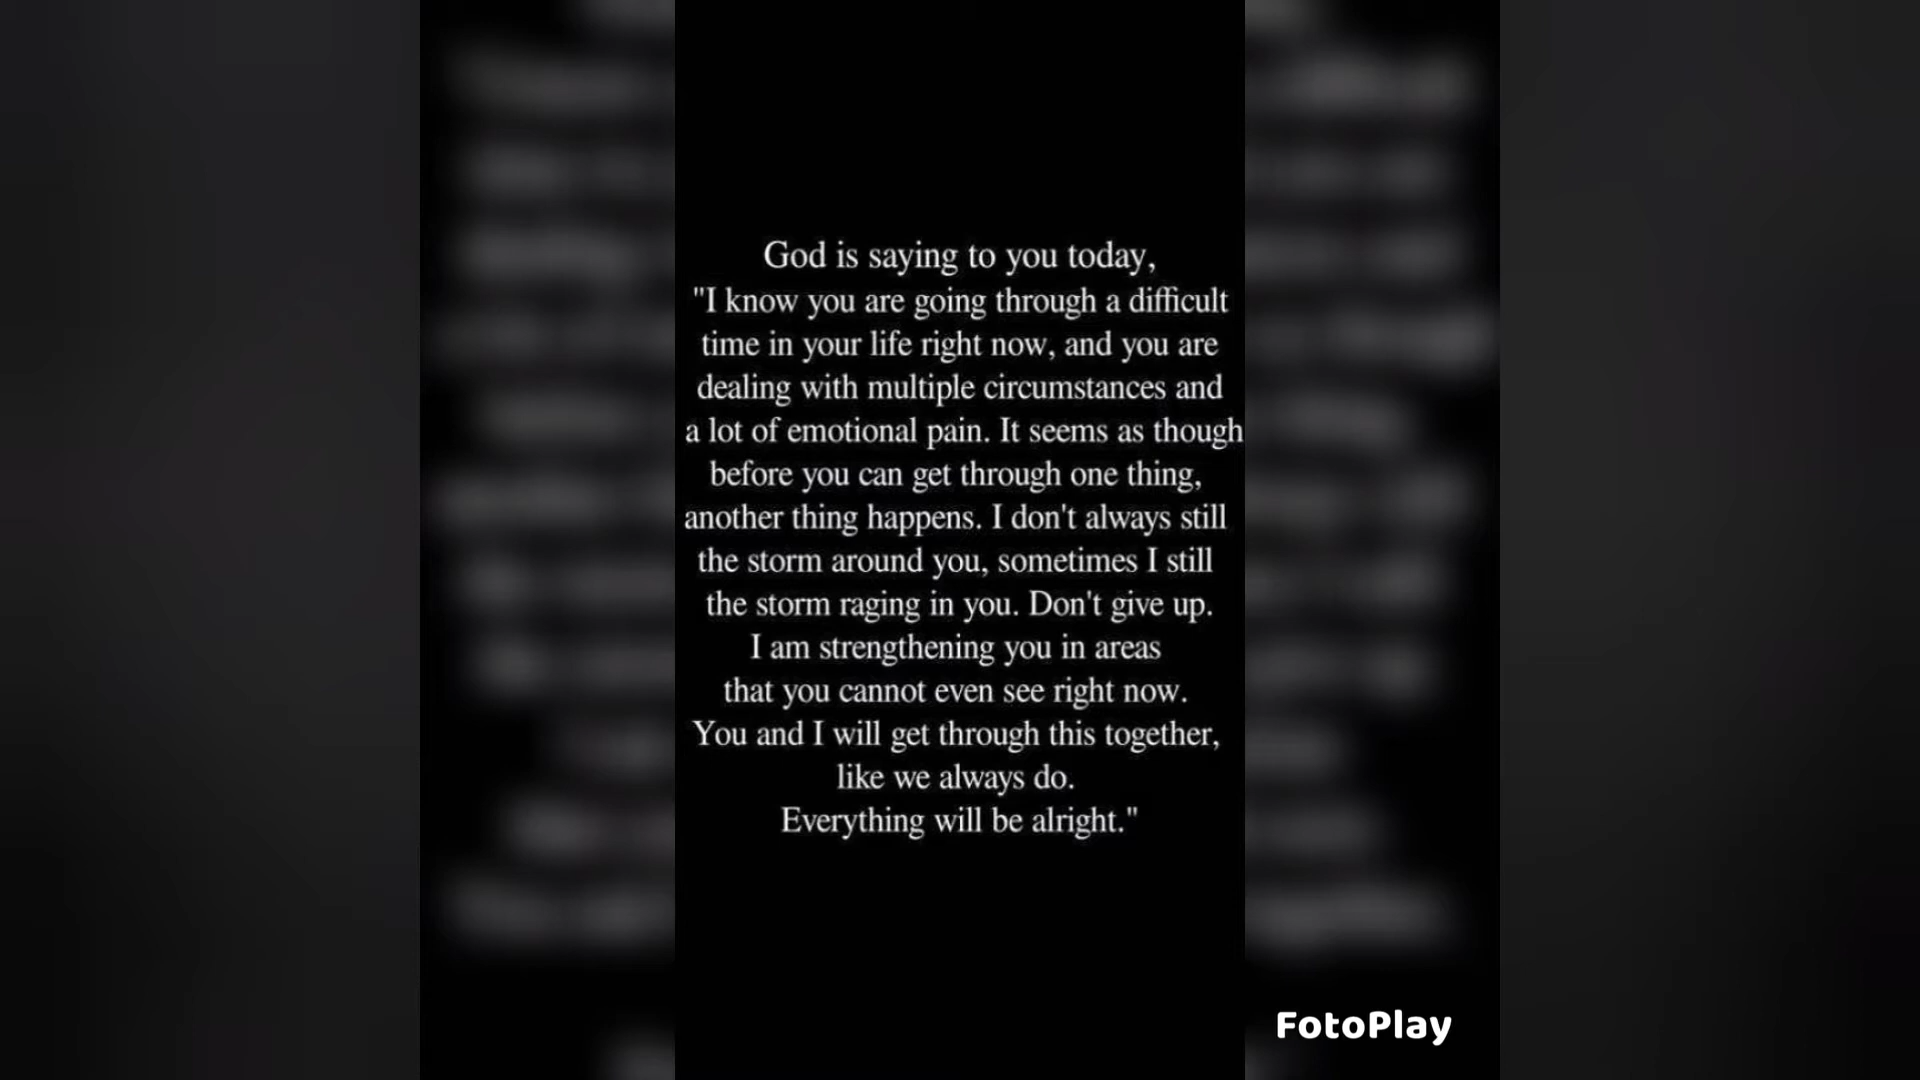 God is saying to you today,
"I know you are going through a difficult
time in your life right now, and you are
dealing with multiple circumstances and
a lot of emotional pain. It seems as though
before you can get through one thing,
another thing happens. I don't always still
the storm around you, sometimes I still
the storm raging in you. Don't give up.
I am strengthening you in areas
that you cannot even see right now.
You and I will get through this together,
like we always do.
Everything will be alright."
FotoPlay